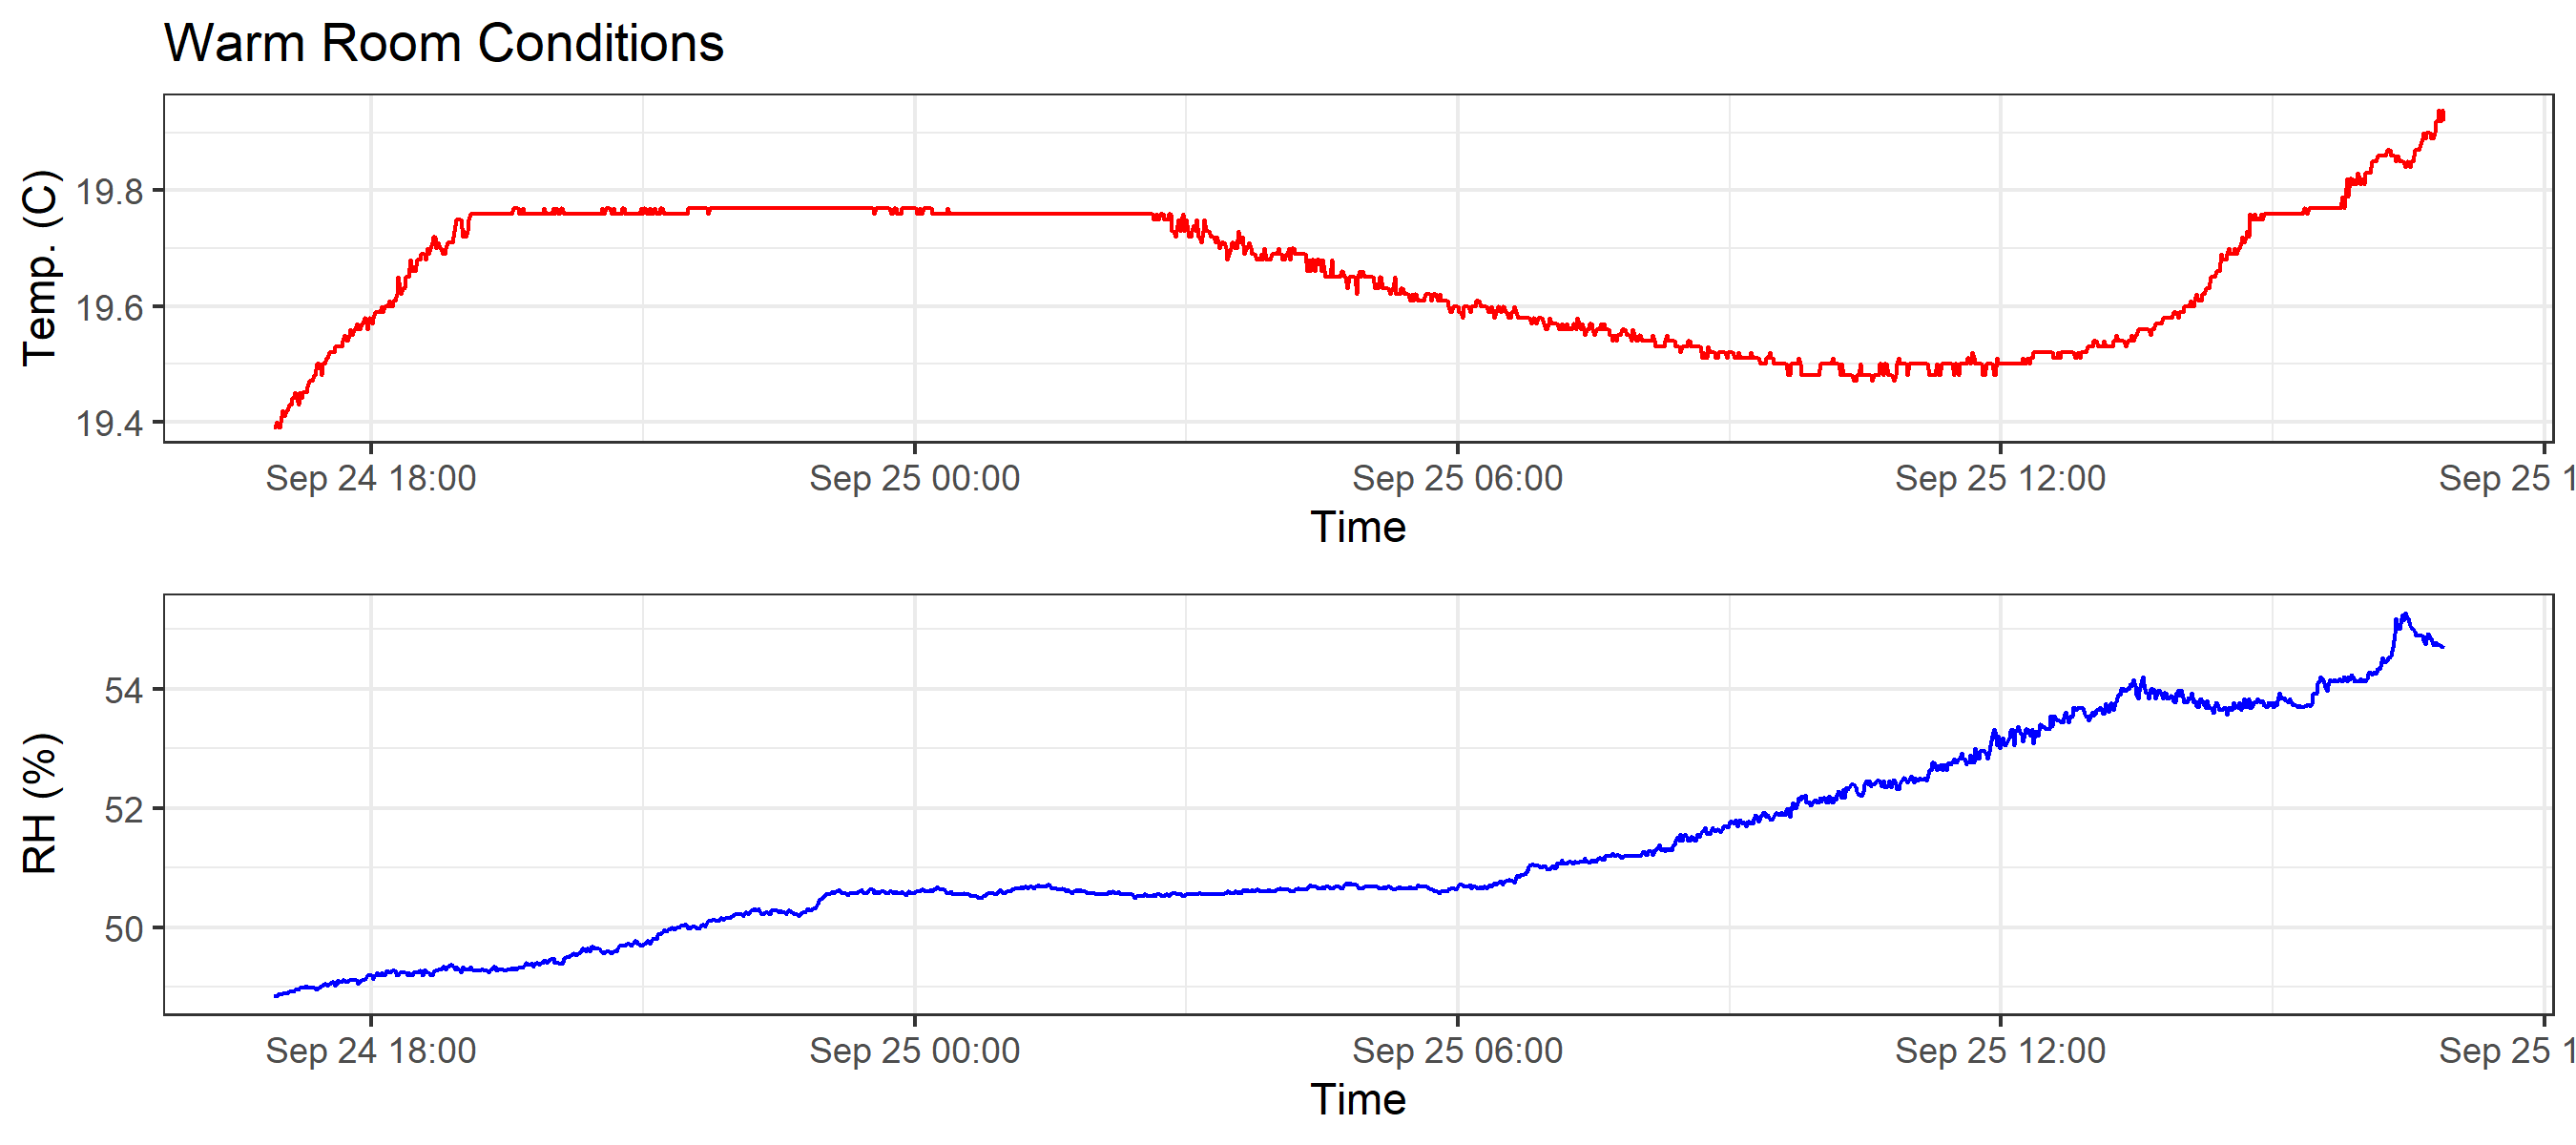 Warm Room Conditions
Temp. (C)
19.8
19.6
19.4
Sep 24 18:00 Sep 25 00:00 Sep 25 06:00 Sep 25 12:00 Sep 25 1
Time
RH (%)
54
52
50
Sep 24 18:00 Sep 25 00:00 Sep 25 06:00 Sep 25 12:00 Sep 25 1
Time